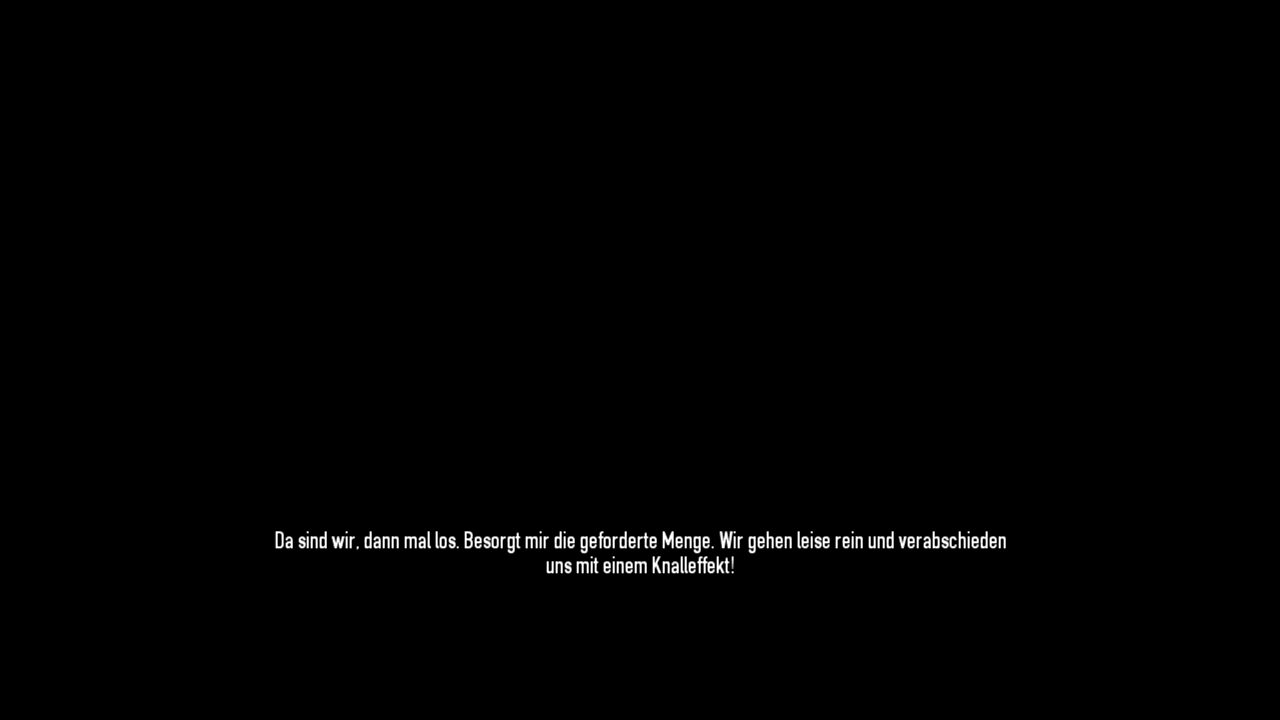 Da sind wir, dann mal los. Besorgt mir die geforderte Menge. Wir gehen leise rein und verabschieden
uns mit einem Knalleffekt!